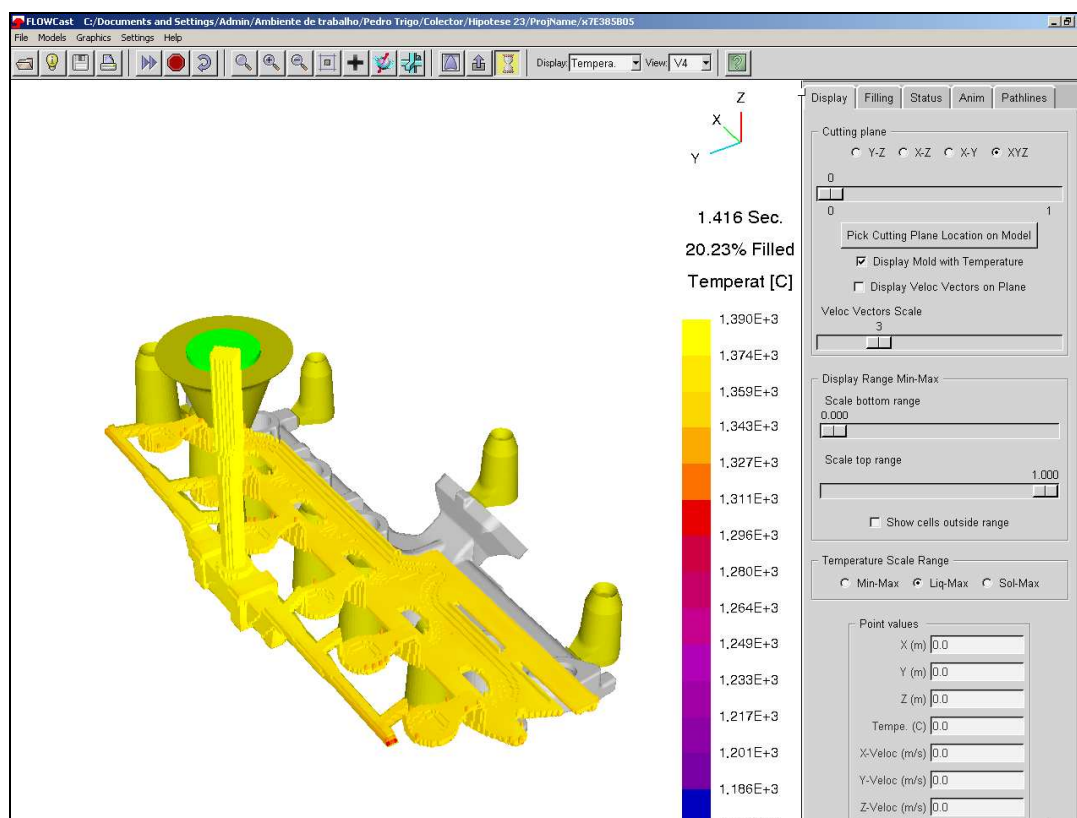 FLOWCast C:/Documents and Settings/Admin/Ambiente de trabalho/Pedro Trigo/Colector/Hipotese 23/ProjName/x7E385B05
File Models Graphics Settings Help
Display: Tempera. View: V4
Display Filling Status Anim Pathlines
Cutting plane
Y-Z X-Z X-Y XYZ
0
0 1
Pick Cutting Plane Location on Model
Display Mold with Temperature
Display Veloc Vectors on Plane
Veloc Vectors Scale
3
Display Range Min-Max
Scale bottom range
0.000
Scale top range
1.000
Show cells outside range
Temperature Scale Range
Min-Max Liq-Max Sol-Max
Point values
X (m) 0.0
Y (m) 0.0
Z (m) 0.0
Tempe. (C) 0.0
X-Veloc (m/s) 0.0
Y-Veloc (m/s) 0.0
Z-Veloc (m/s) 0.0
Z
X
Y
1.416 Sec.
20.23% Filled
Temperat [C]
1.390E+3
1.374E+3
1.359E+3
1.343E+3
1.327E+3
1.311E+3
1.296E+3
1.280E+3
1.264E+3
1.249E+3
1.233E+3
1.217E+3
1.201E+3
1.186E+3